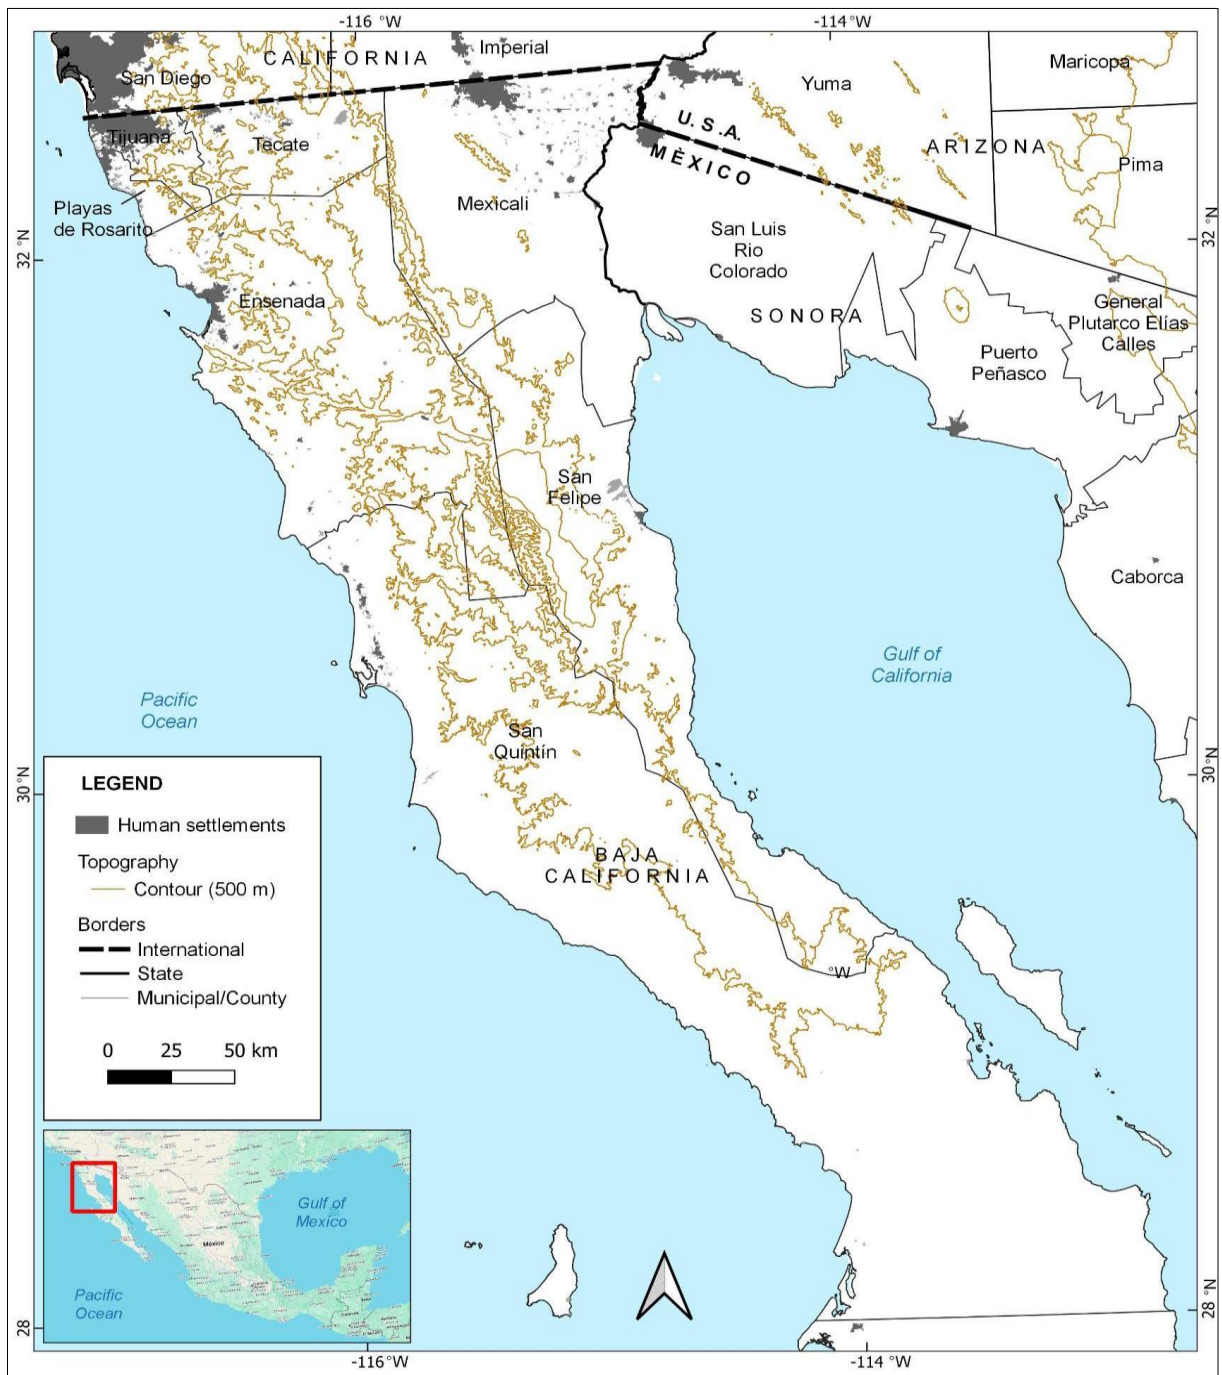 -116 °W
-114 °W
CALIFORNIA
Imperial
San Diego
Maricopa
Yuma
U.S.A.
MÈXICO
ARIZONA
Pima
Tijuana
Tecate
Playas
de Rosarito
Mexicali
32 °N
32 °N
San Luis
Rio
Colorado
Ensenada
SONORA
General
Plutarco Elías
Calles
Puerto
Peñasco
San
Felipe
Caborca
Gulf of
California
Pacific
Ocean
San
Quintín
30°N
30°N
LEGEND
Human settlements
Topography
Contour (500 m)
Borders
International
State
Municipal/County
0 25 50 km
BAJA
CALIFORNIA
°W
Gulf of
Mexico
México
Pacific
Ocean
28
28 °N
-116°W
-114 °W